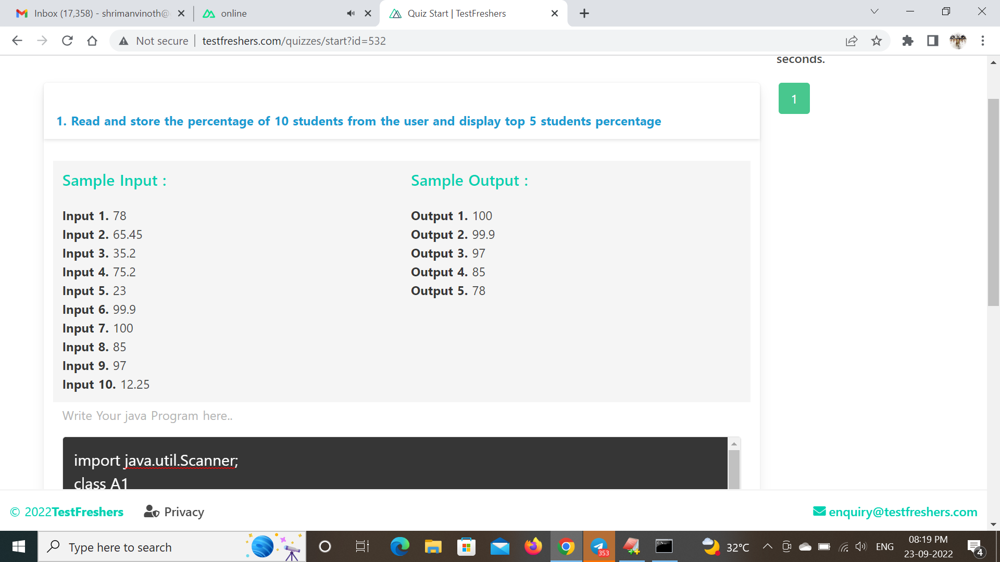 Inbox (17,358) - shrimanvinoth@
online
Quiz Start | TestFreshers
Not secure
testfreshers.com/quizzes/start?id=532
seconds.
1
1. Read and store the percentage of 10 students from the user and display top 5 students percentage
Sample Input :
Input 1. 78
Input 2. 65.45
Input 3. 35.2
Input 4. 75.2
Input 5. 23
Input 6. 99.9
Input 7. 100
Input 8. 85
Input 9. 97
Input 10. 12.25
Sample Output :
Output 1. 100
Output 2. 99.9
Output 3. 97
Output 4. 85
Output 5. 78
Write Your java Program here..
import java.util.Scanner;
class A1
© 2022TestFreshers
Privacy
enquiry@testfreshers.com
Type here to search
353
32°C
ENG
08:19 PM
23-09-2022
4